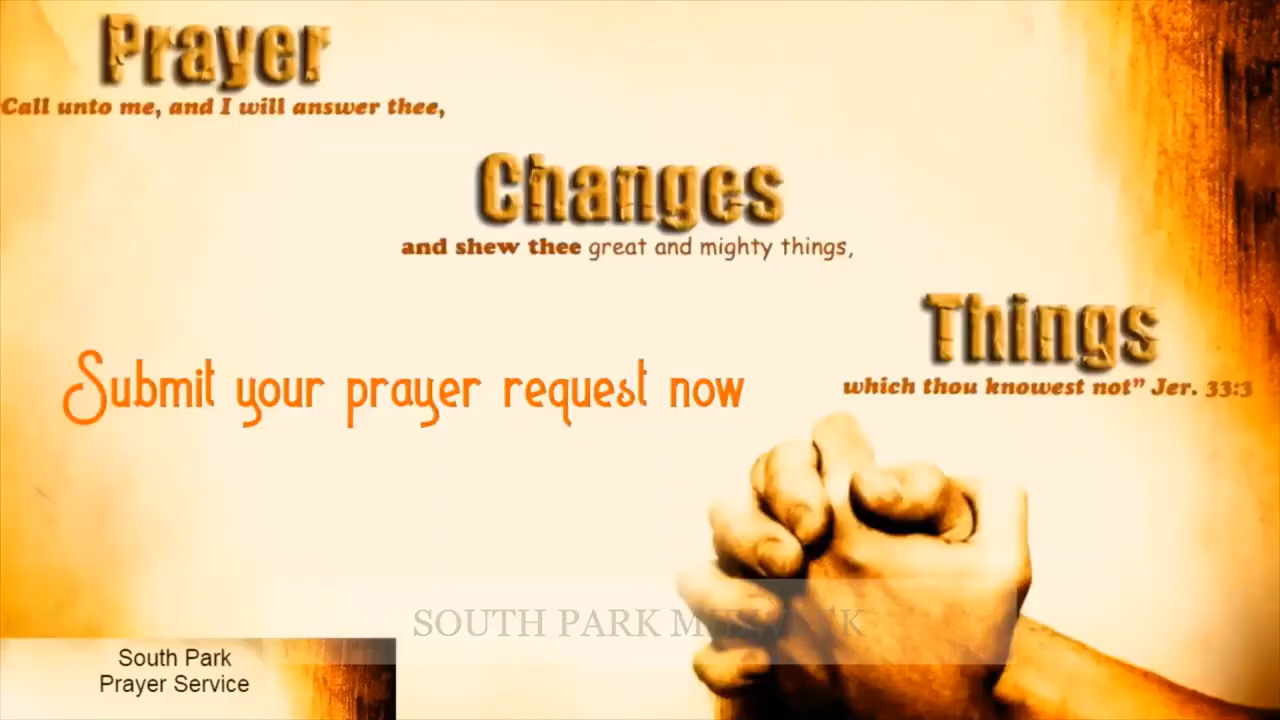 Prayer
Call unto me, and I will answer thee,
Changes
and shew thee great and mighty things,
Things
which thou knowest not” Jer. 33:3
Submit your prayer request now
SOUTH PARK
South Park
Prayer Service